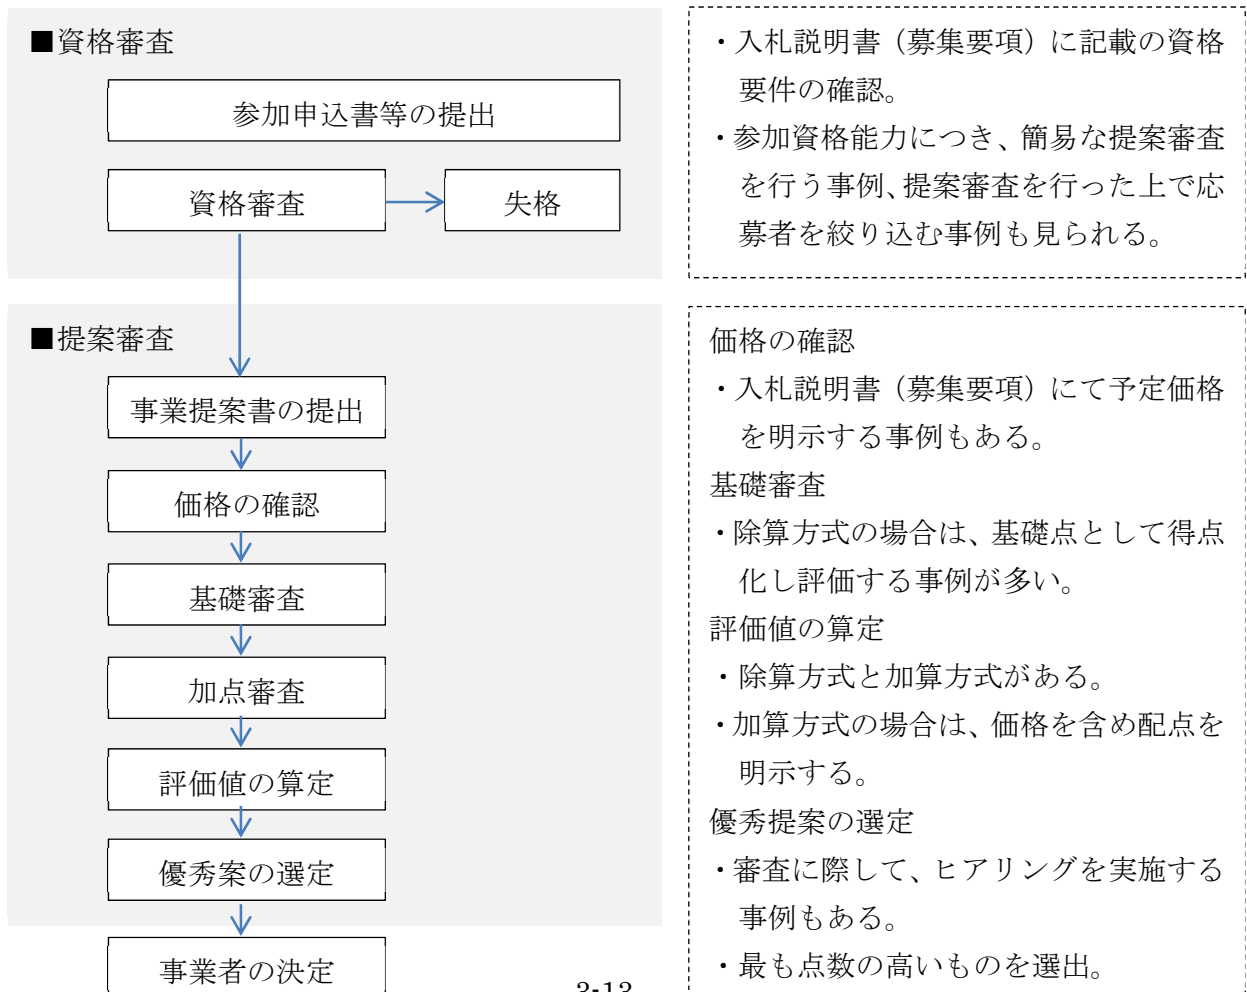 ■資格審査
参加申込書等の提出
資格審査
失格
・入札説明書（募集要項）に記載の資格
要件の確認。
・参加資格能力につき、簡易な提案審査
を行う事例、提案審査を行った上で応
募者を絞り込む事例も見られる。
■提案審査
事業提案書の提出
価格の確認
基礎審査
加点審査
評価値の算定
優秀案の選定
事業者の決定
価格の確認
・入札説明書（募集要項）にて予定価格
を明示する事例もある。
基礎審査
・除算方式の場合は、基礎点として得点
化し評価する事例が多い。
評価値の算定
・除算方式と加算方式がある。
・加算方式の場合は、価格を含め配点を
明示する。
優秀提案の選定
・審査に際して、ヒアリングを実施する
事例もある。
・最も点数の高いものを選出。
3-13